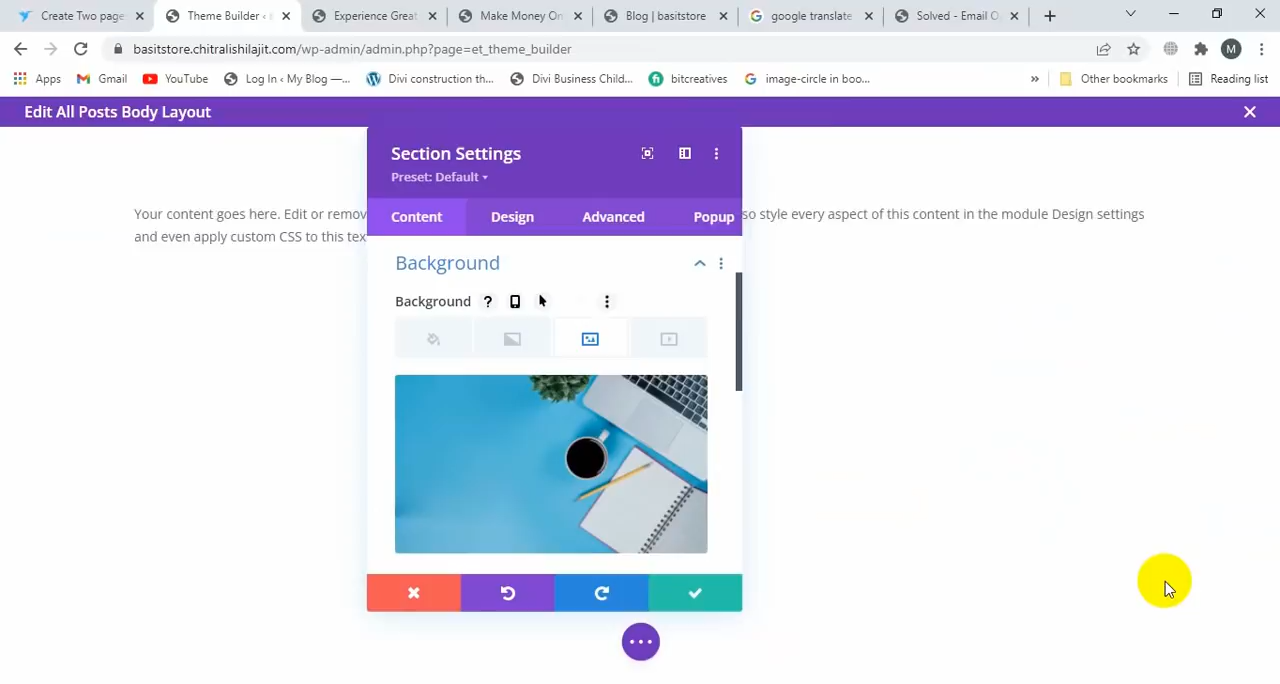 Create Two page
Theme Builder ‹
Experience Great
Make Money On
Blog | basitstore
google translate
Solved - Email O
basitstore.chitralishilajit.com/wp-admin/admin.php?page=et_theme_builder
M
Apps
Gmail
YouTube
Log In ‹ My Blog —...
Divi construction th...
Divi Business Child...
fi
bitcreatives
image-circle in boo...
»
Other bookmarks
Reading list
Edit All Posts Body Layout
Section Settings
Preset: Default
Content
Design
Advanced
Popup
Your content goes here. Edit or remov
so style every aspect of this content in the module Design settings
and even apply custom CSS to this tex
Background
Background ?